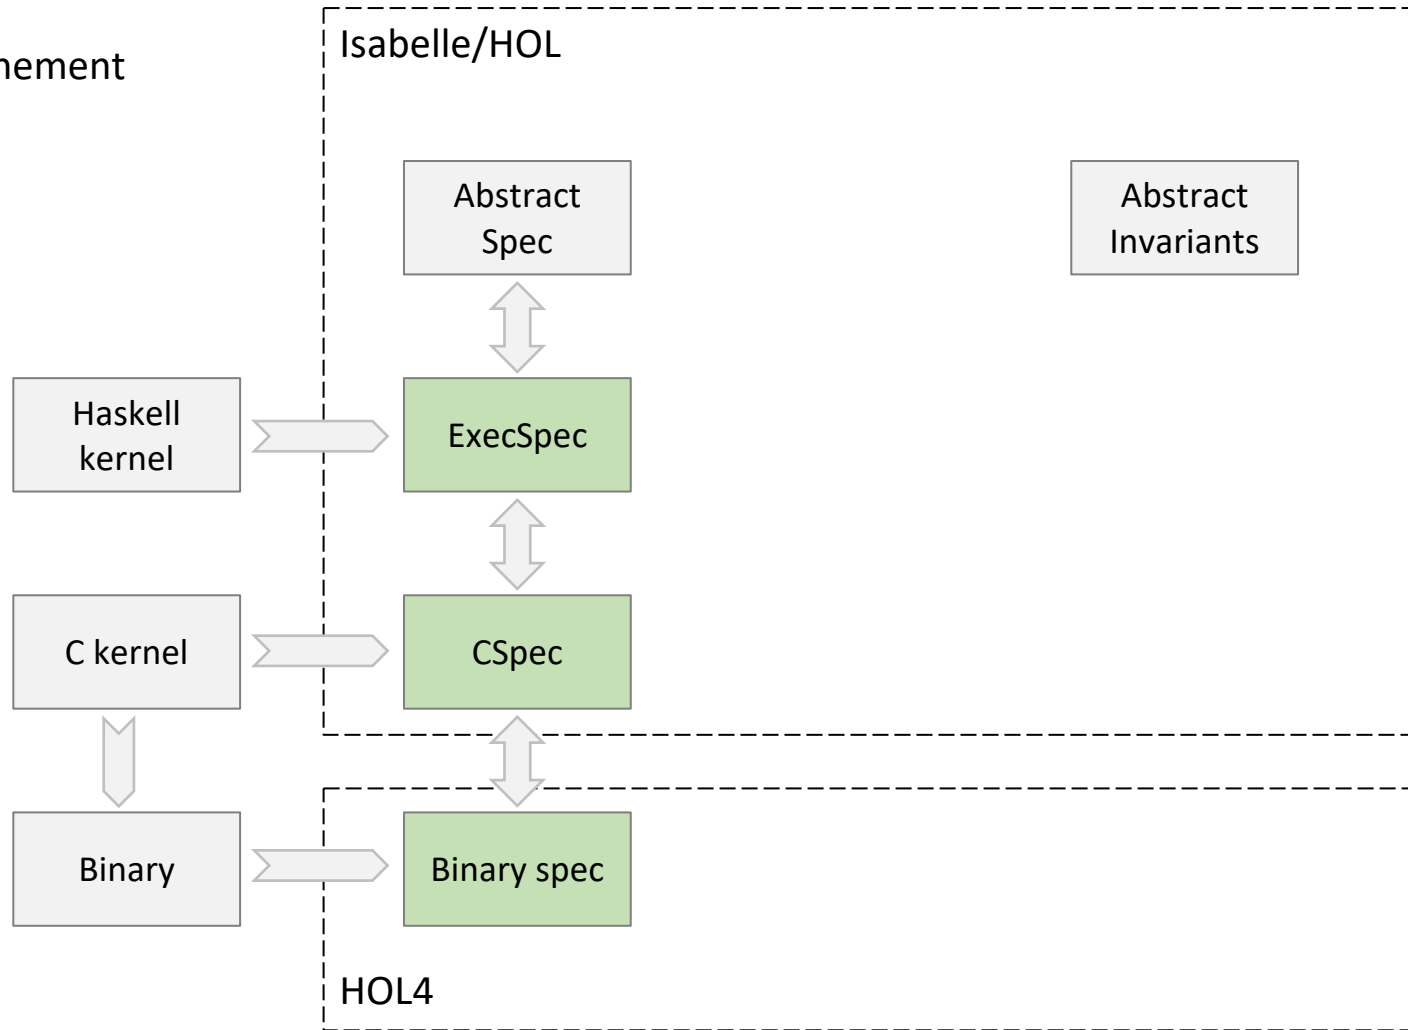 Isabelle/HOL
nement
Abstract
Spec
Abstract
Invariants
Haskell
kernel
ExecSpec
C kernel
CSpec
Binary
Binary spec
HOL4